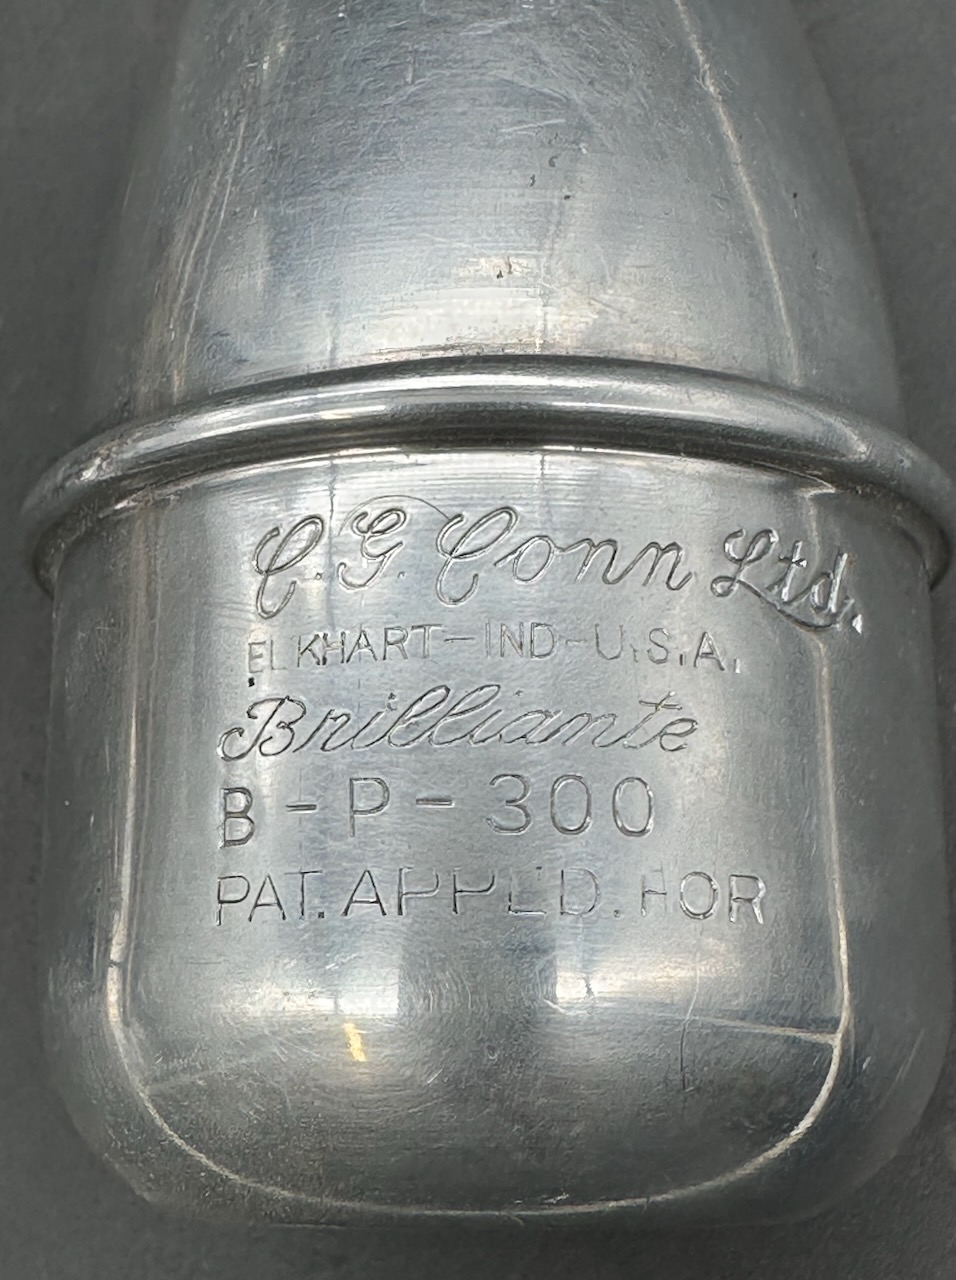 C. G. Conn Ltd.
ELKHART-IND-U.S.A.
Brilliante
B-P-300
PAT. APPLD. FOR